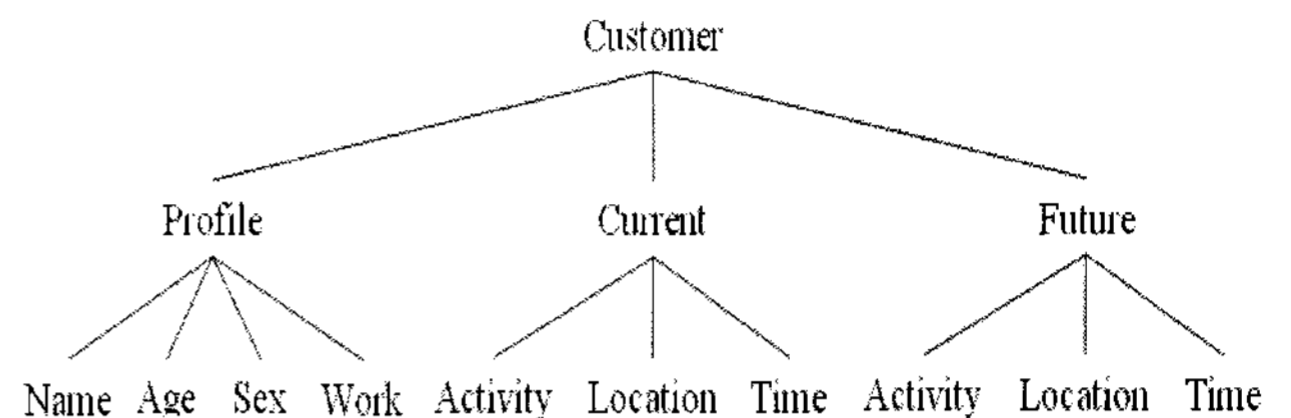 Customer
Profile Current Future
Name Age Sex Work Activity Location Time Activity Location Time